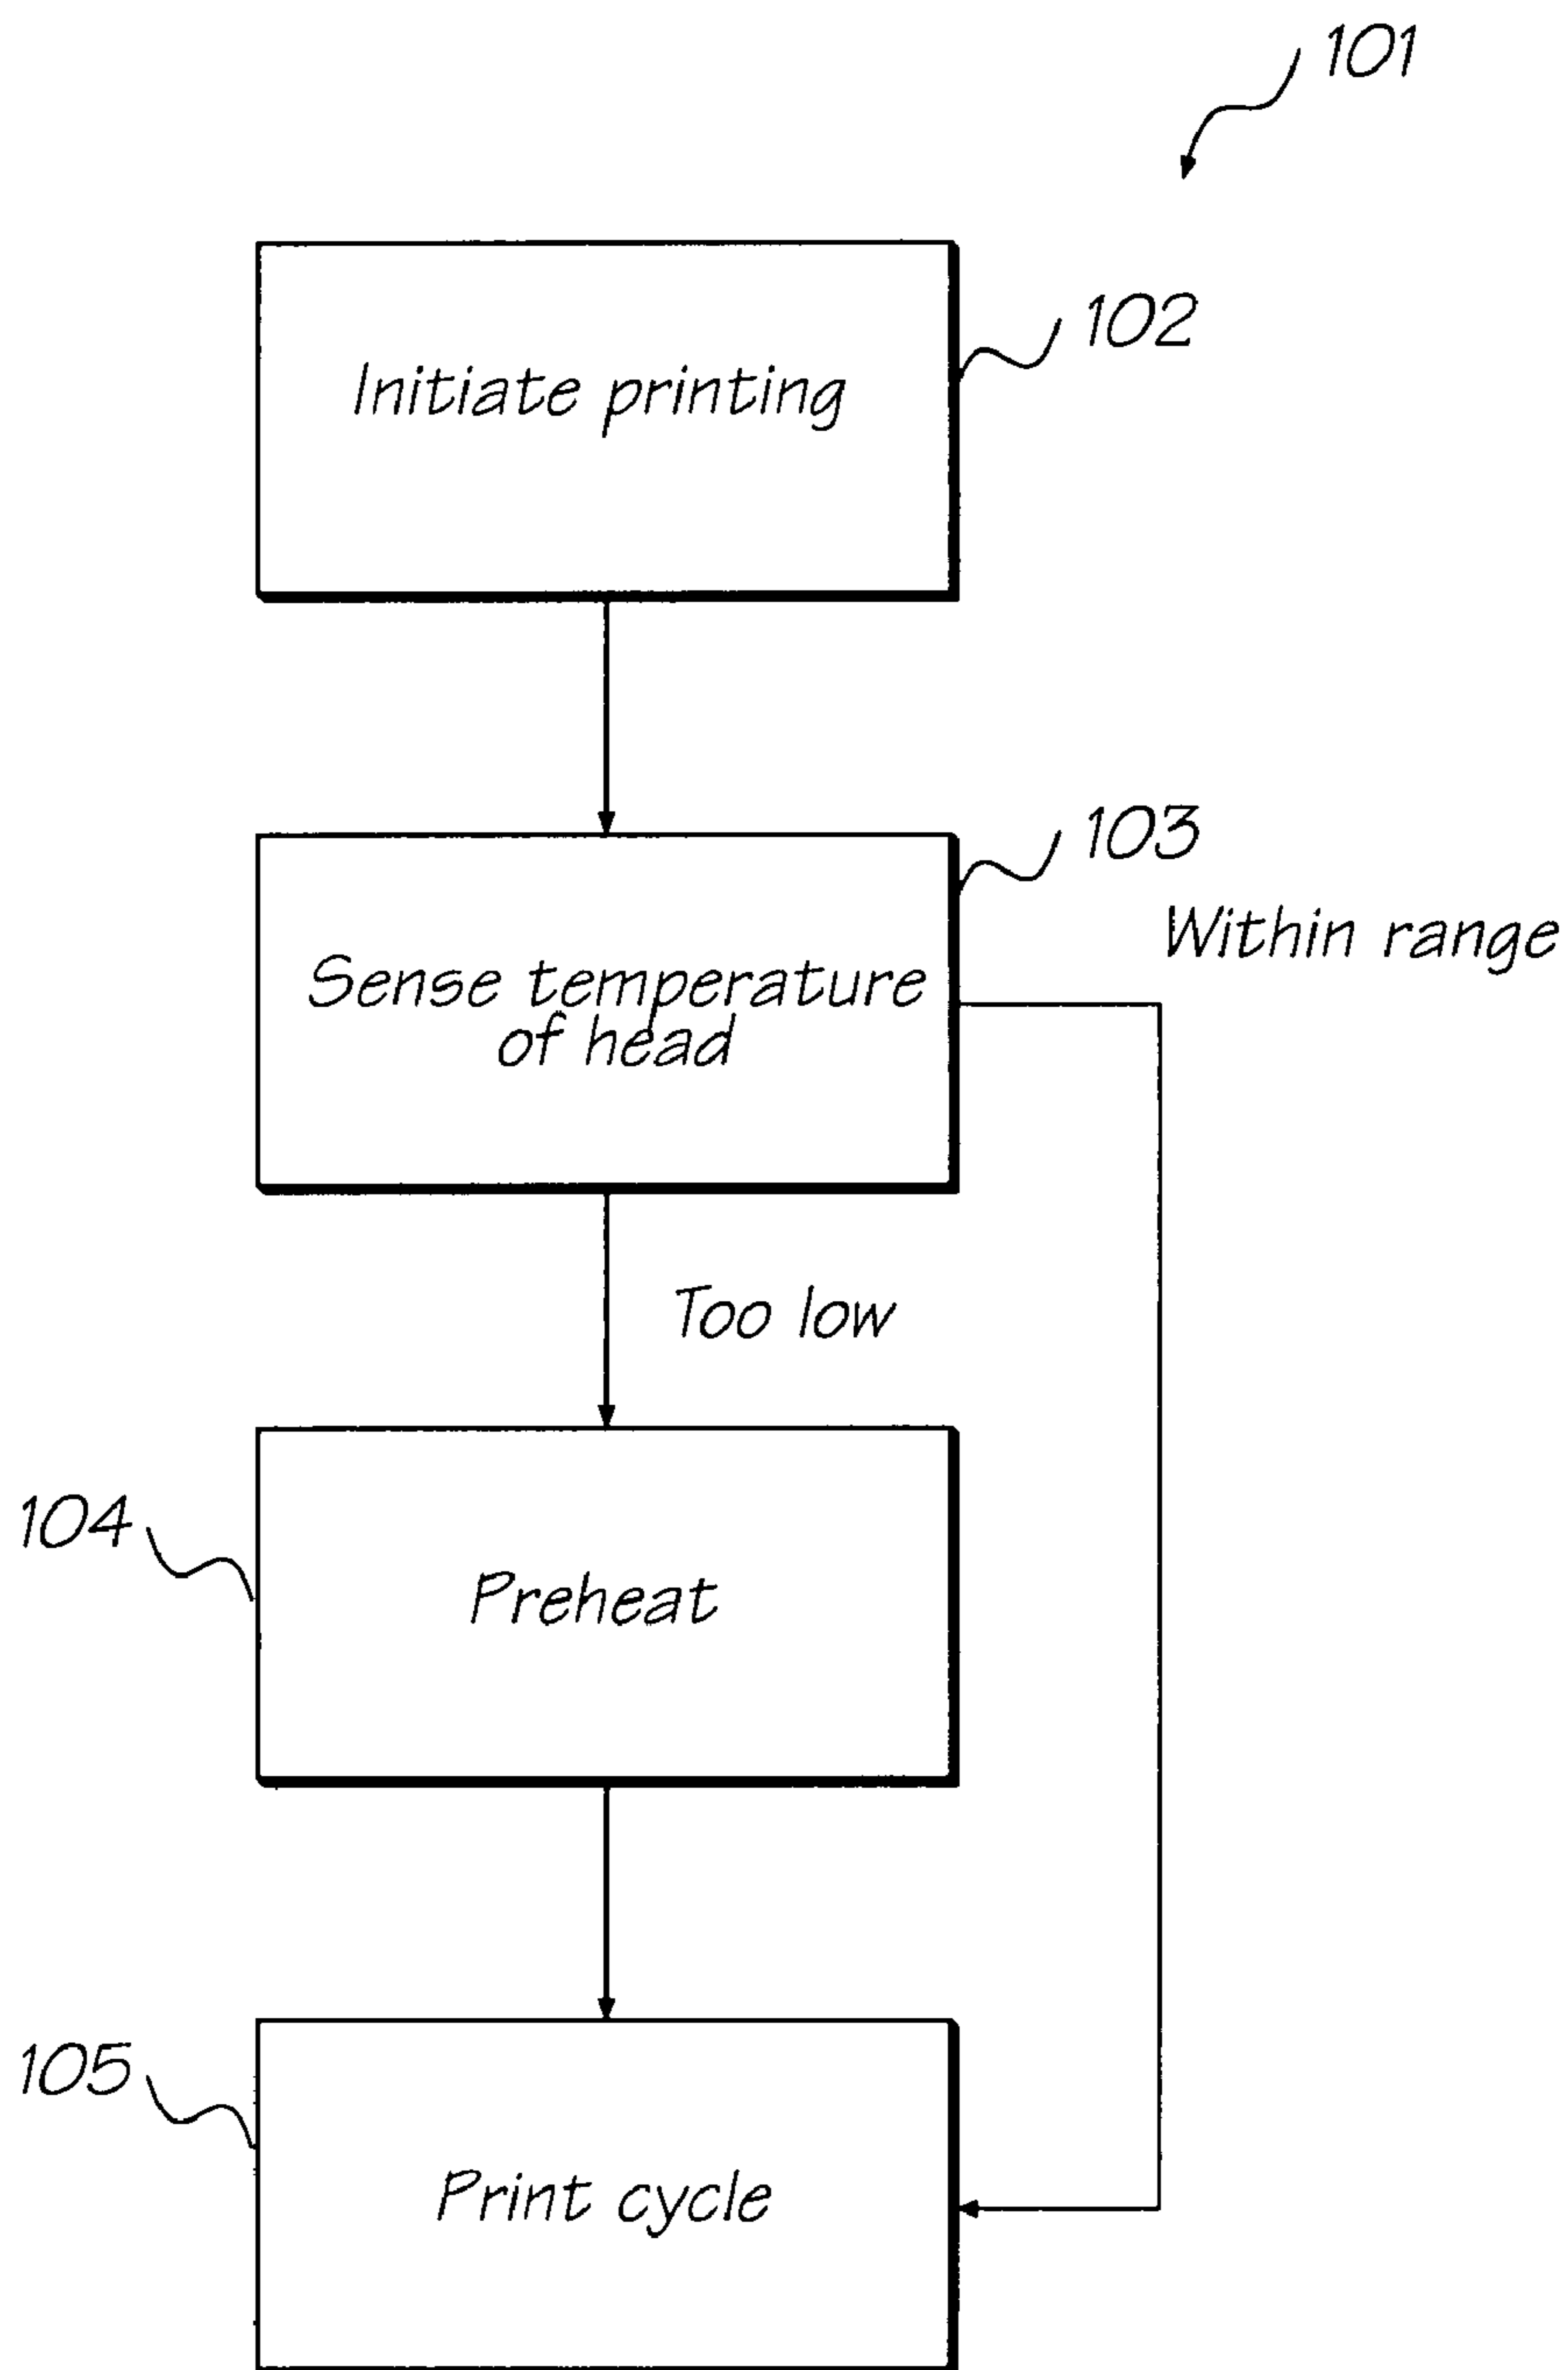 101
Initiate printing
102
103
Within range
Sense temperature
of head
Too low
104
Preheat
105
Print cycle